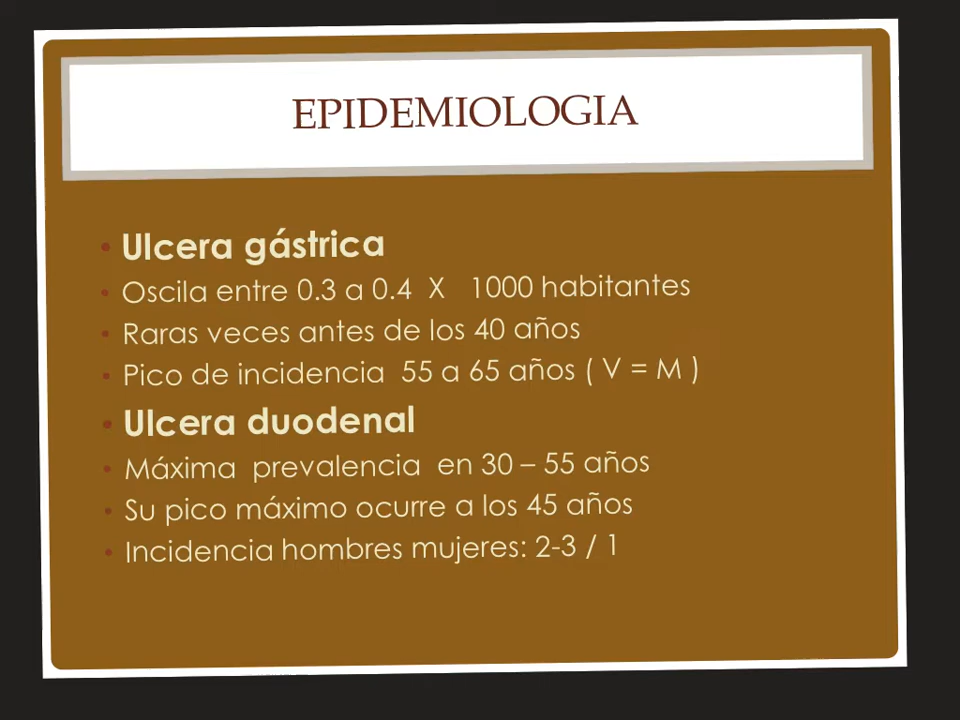 EPIDEMIOLOGIA
• Ulcera gástrica
• Oscila entre 0.3 a 0.4 X 1000 habitantes
• Raras veces antes de los 40 años
• Pico de incidencia 55 a 65 años ( V = M )
• Ulcera duodenal
• Máxima prevalencia en 30 – 55 años
• Su pico máximo ocurre a los 45 años
• Incidencia hombres mujeres: 2-3 / 1